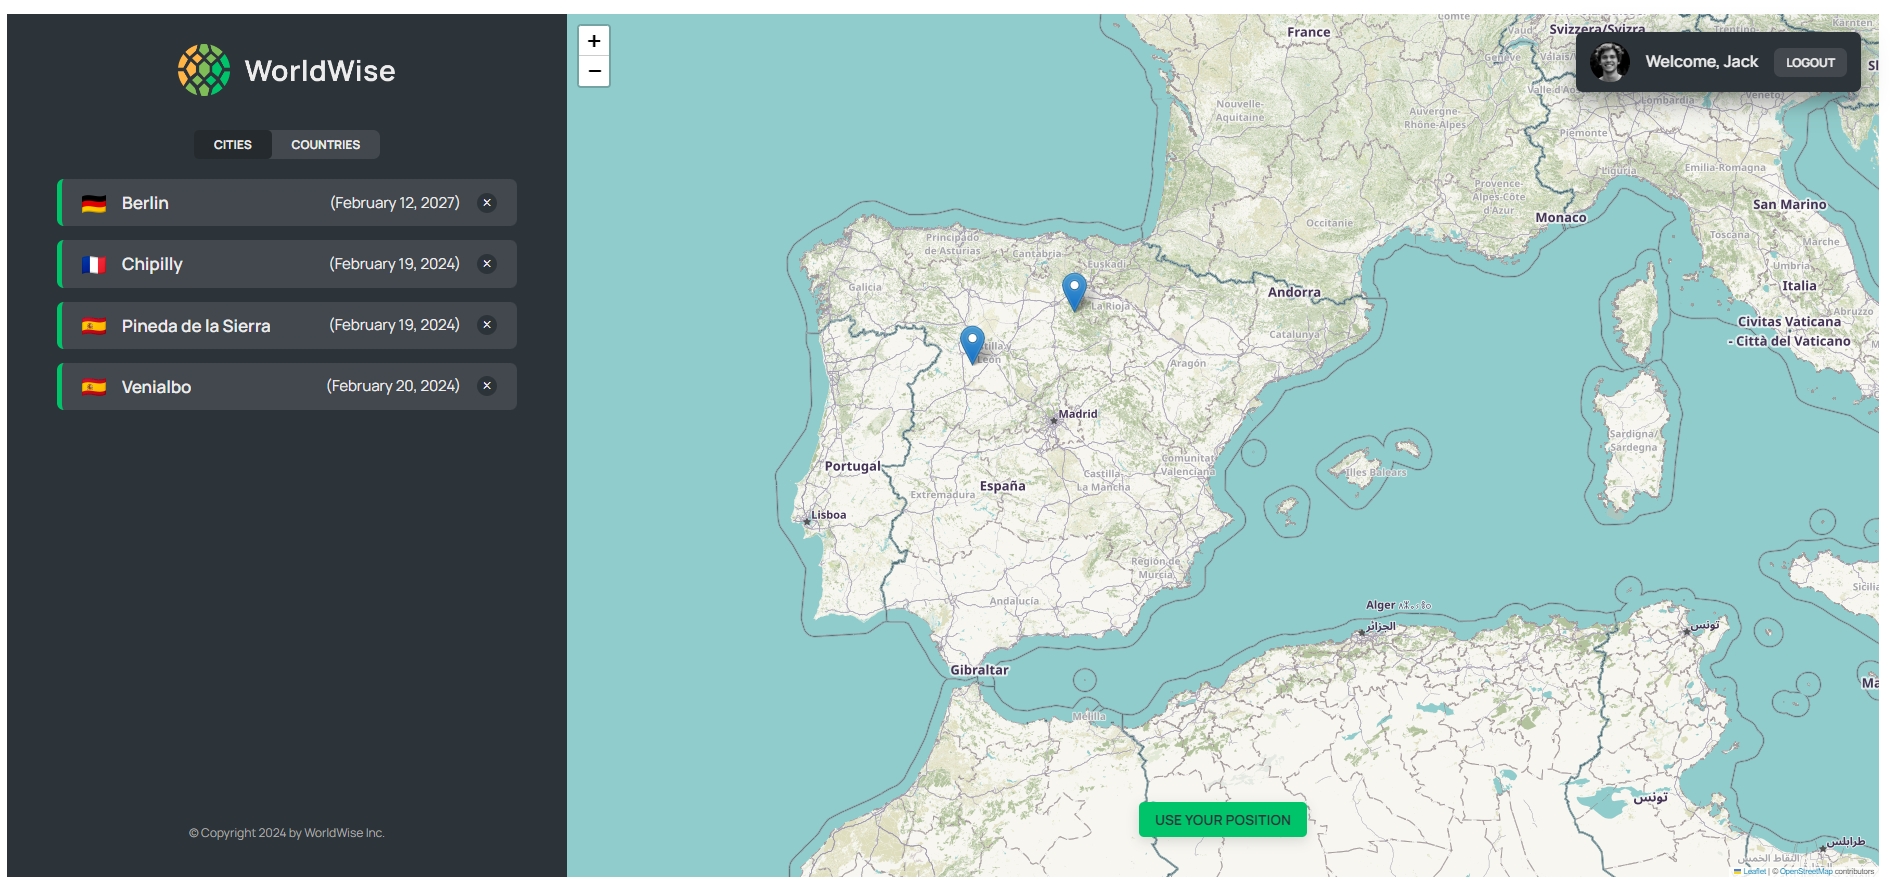 WorldWise
CITIES
COUNTRIES
Berlin
(February 12, 2027)
×
Chipilly
(February 19, 2024)
×
Pineda de la Sierra
(February 19, 2024)
×
Venialbo
(February 20, 2024)
×
© Copyright 2024 by WorldWise Inc.
+
−
Welcome, Jack
LOGOUT
France
Svizzera/Svizra
Vaud
Genève
Nouvelle-
Aquitaine
Auvergne-
Rhône-Alpes
Lombardia
Veneto
Piemonte
Emilia-Romagna
Liguria
Provence-
Alpes-Côte
d'Azur
Occitanie
Monaco
San Marino
Toscana
Marche
Umbria
Italia
Abruzzo
Civitas Vaticana
- Città del Vaticano
Principado
de Asturias
Cantabria
Euskadi
Galicia
La Rioja
Andorra
Catalunya
Aragón
León
Madrid
Portugal
España
Castilla-
La Mancha
Comunitat
Valenciana
Extremadura
Illes Balears
Sardigna/
Sardegna
Lisboa
Región de
Murcia
Andalucía
Gibraltar
Melilla
Alger
الجزائر
تونس
تونس
طرابلس
النقاط الخمس
USE YOUR POSITION
Leaflet | © OpenStreetMap contributors